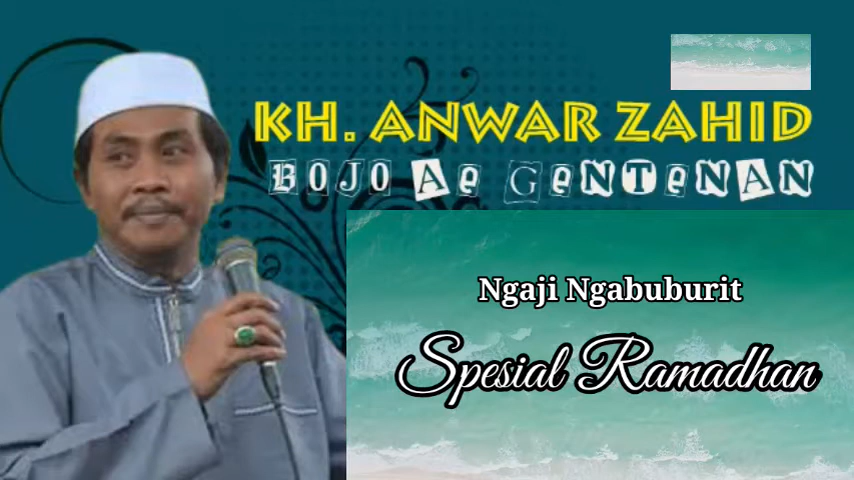 KH. ANWAR ZAHID
BOJO Ae GeNTeNAN
Ngaji Ngabuburit
Spesial Ramadhan